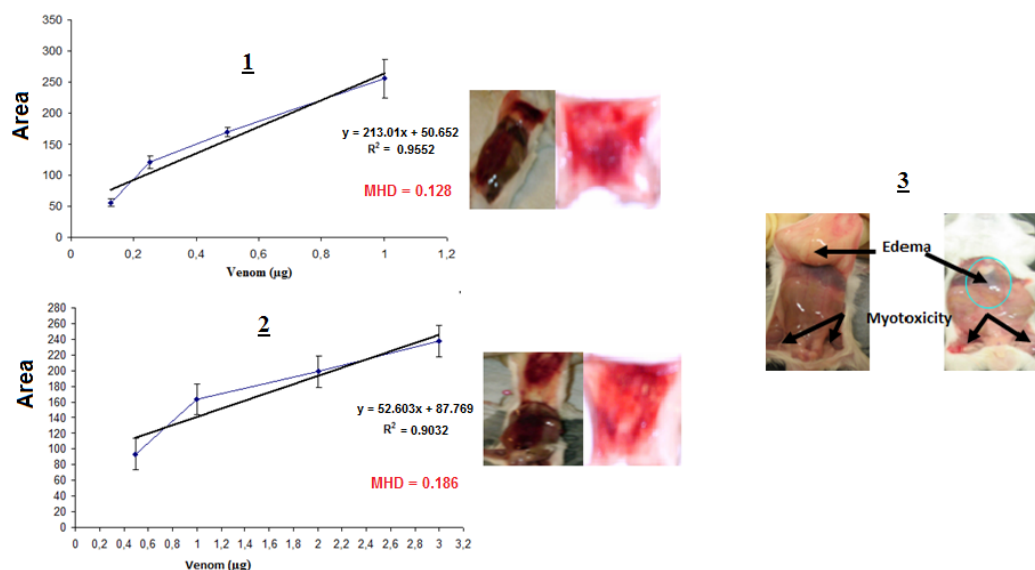 350
300
250
200
150
100
50
0
Area
1
y = 213.01x + 50.652
R² = 0.9552
MHD = 0.128
0
0,2
0,4
0,6
0,8
1
1,2
Venom (µg)
280
260
240
220
200
180
160
140
120
100
80
60
40
20
0
Area
2
y = 52.603x + 87.769
R² = 0.9032
MHD = 0.186
0 0,2 0,4 0,6 0,8 1 1,2 1,4 1,6 1,8 2 2,2 2,4 2,6 2,8 3 3,2
Venom (µg)
3
Edema
Myotoxicity